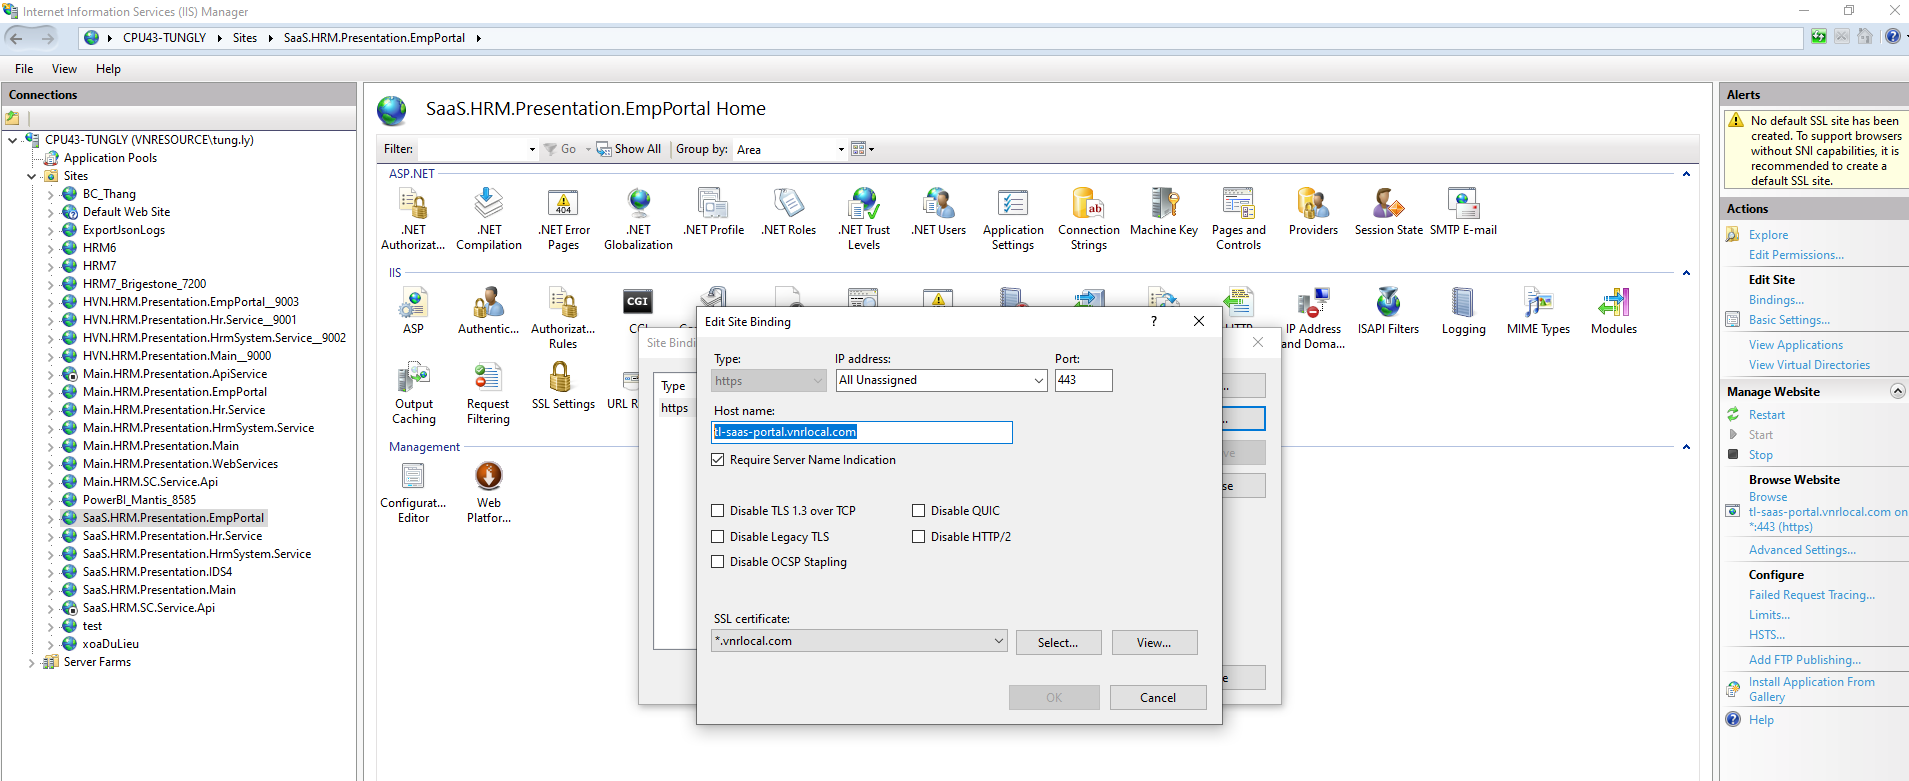 Internet Information Services (IIS) Manager
CPU43-TUNGLY
Sites
SaaS.HRM.Presentation.EmpPortal
File
View
Help
Connections
CPU43-TUNGLY (VNRESOURCE\tung.ly)
Application Pools
Sites
BC_Thang
Default Web Site
ExportJsonLogs
HRM6
HRM7
HRM7_Brigestone_7200
HVN.HRM.Presentation.EmpPortal__9003
HVN.HRM.Presentation.Hr.Service__9001
HVN.HRM.Presentation.HrmSystem.Service__9002
HVN.HRM.Presentation.Main__9000
Main.HRM.Presentation.ApiService
Main.HRM.Presentation.EmpPortal
Main.HRM.Presentation.Hr.Service
Main.HRM.Presentation.HrmSystem.Service
Main.HRM.Presentation.Main
Main.HRM.Presentation.WebServices
Main.HRM.SC.Service.Api
PowerBI_Mantis_8585
SaaS.HRM.Presentation.EmpPortal
SaaS.HRM.Presentation.Hr.Service
SaaS.HRM.Presentation.HrmSystem.Service
SaaS.HRM.Presentation.IDS4
SaaS.HRM.Presentation.Main
SaaS.HRM.SC.Service.Api
test
xoaDuLieu
Server Farms
SaaS.HRM.Presentation.EmpPortal Home
Filter:
Go
Show All
Group by:
Area
ASP.NET
.NET Authorizat...
.NET Compilation
404
.NET Error Pages
.NET Globalization
.NET Profile
.NET Roles
.NET Trust Levels
.NET Users
Application Settings
ab
Connection Strings
Machine Key
Pages and Controls
Providers
Session State
SMTP E-mail
IIS
ASP
Authentic...
Authorizat... Rules
CGI
IP Address and Doma...
ISAPI Filters
Logging
MIME Types
Modules
Output Caching
Request Filtering
SSL Settings
URL R
Management
Configurat... Editor
Web Platfor...
Site Bindi
Type
https
Edit Site Binding
?
Type:
https
IP address:
All Unassigned
Port:
443
Host name:
tl-saas-portal.vnrlocal.com
Require Server Name Indication
Disable TLS 1.3 over TCP
Disable QUIC
Disable Legacy TLS
Disable HTTP/2
Disable OCSP Stapling
SSL certificate:
*.vnrlocal.com
Select...
View...
OK
Cancel
Alerts
No default SSL site has been
created. To support browsers
without SNI capabilities, it is
recommended to create a
default SSL site.
Actions
Explore
Edit Permissions...
Edit Site
Bindings...
Basic Settings...
View Applications
View Virtual Directories
Manage Website
Restart
Start
Stop
Browse Website
Browse
tl-saas-portal.vnrlocal.com on
*:443 (https)
Advanced Settings...
Configure
Failed Request Tracing...
Limits...
HSTS...
Add FTP Publishing...
Install Application From
Gallery
Help